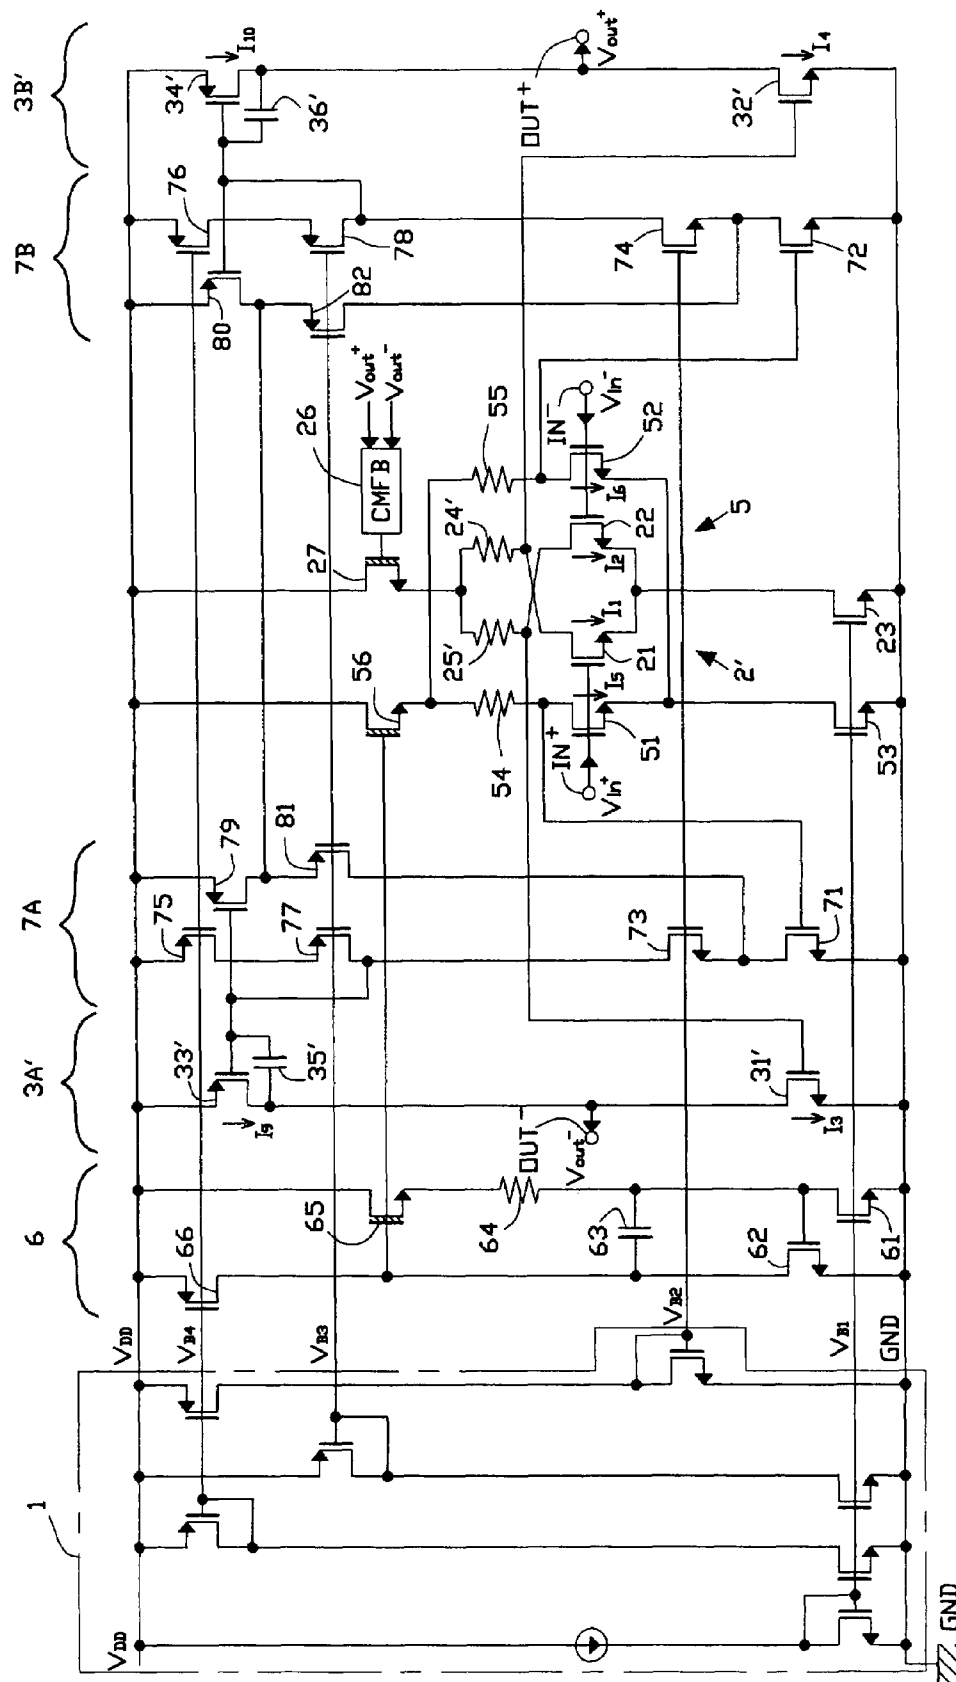 3B'
7B
7A
3A'
6
1
34'
I10
36'
OUT+
Vout+
32'
I4
76
78
80
82
74
72
Vout+
Vout-
26
CMFB
27
55
24'
25'
56
54
IN-
Vin-
52
I6
22
I2
I1
21
I5
51
IN+
Vin+
5
2'
23
53
79
75
81
77
73
71
33'
I9
35'
OUT-
Vout-
31'
I3
66
65
64
63
62
61
VDD
VB4
VB3
VB2
VB1
GND
VDD
GND